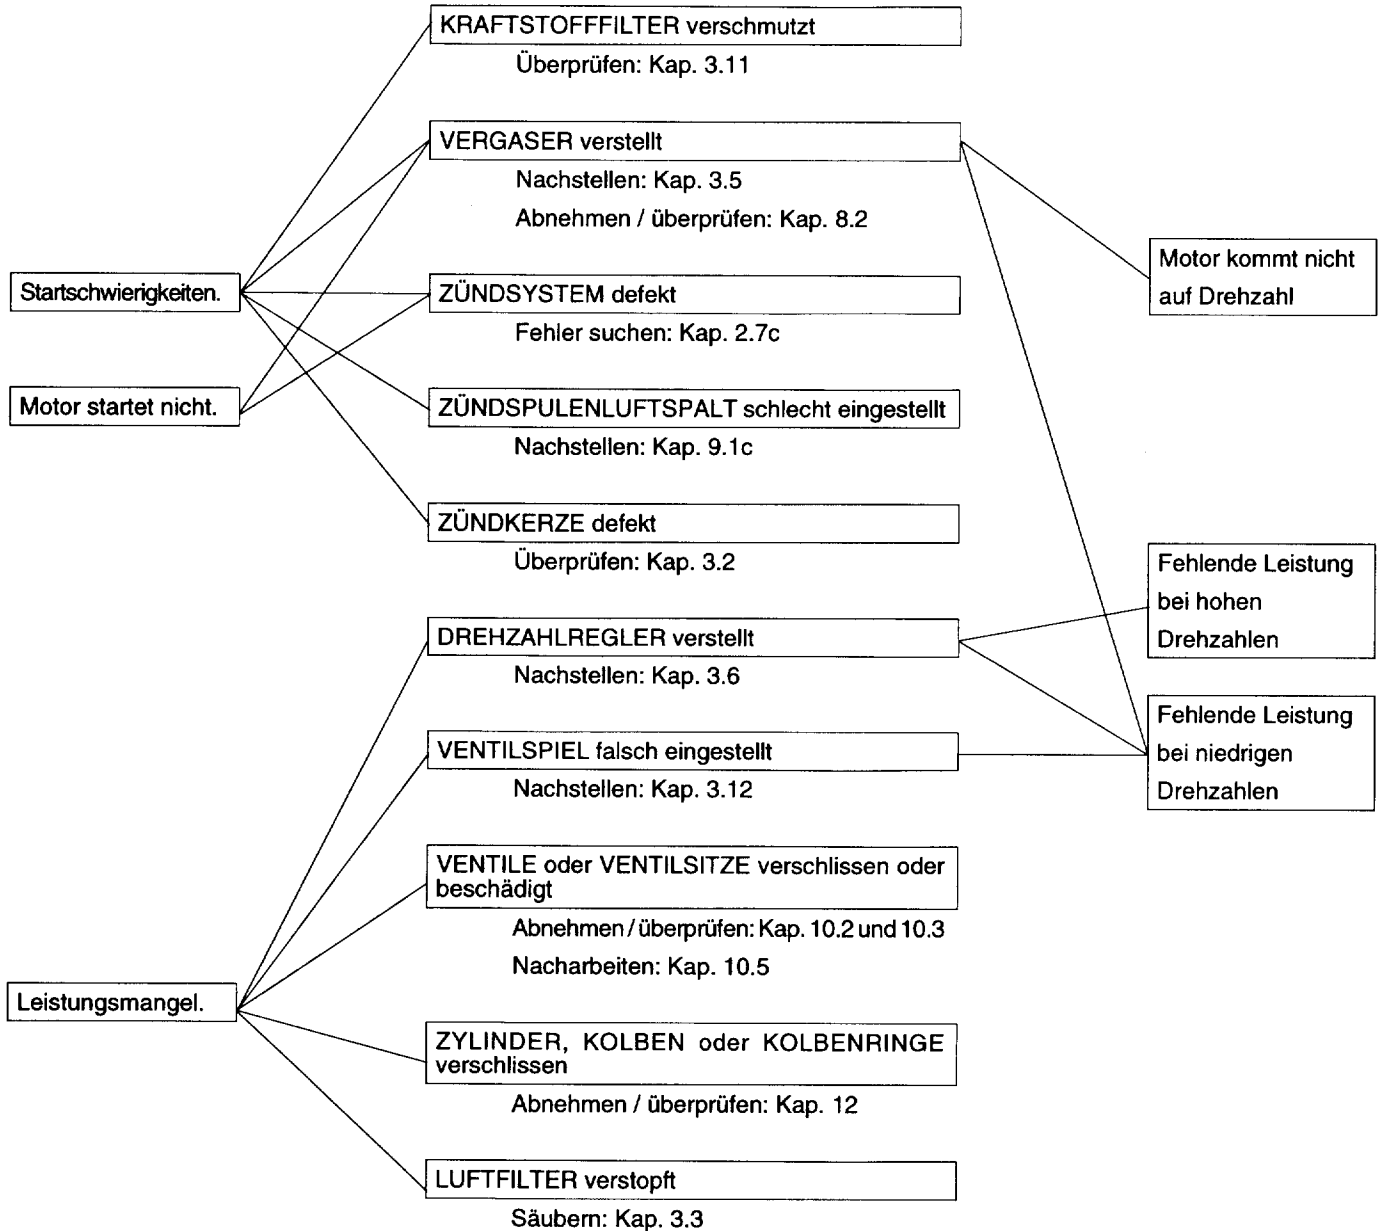 KRAFTSTOFFFILTER verschmutzt
Überprüfen: Kap. 3.11
VERGASER verstellt
Nachstellen: Kap. 3.5
Abnehmen / überprüfen: Kap. 8.2
Motor kommt nicht
auf Drehzahl
Startschwierigkeiten.
ZÜNDSYSTEM defekt
Fehler suchen: Kap. 2.7c
Motor startet nicht.
ZÜNDSPULENLUFTSPALT schlecht eingestellt
Nachstellen: Kap. 9.1c
ZÜNDKERZE defekt
Überprüfen: Kap. 3.2
Fehlende Leistung
bei hohen
Drehzahlen
DREHZAHLREGLER verstellt
Nachstellen: Kap. 3.6
Fehlende Leistung
bei niedrigen
Drehzahlen
VENTILSPIEL falsch eingestellt
Nachstellen: Kap. 3.12
VENTILE oder VENTILSITZE verschlissen oder
beschädigt
Abnehmen / überprüfen: Kap. 10.2 und 10.3
Nacharbeiten: Kap. 10.5
Leistungsmangel.
ZYLINDER, KOLBEN oder KOLBENRINGE
verschlissen
Abnehmen / überprüfen: Kap. 12
LUFTFILTER verstopft
Säubern: Kap. 3.3